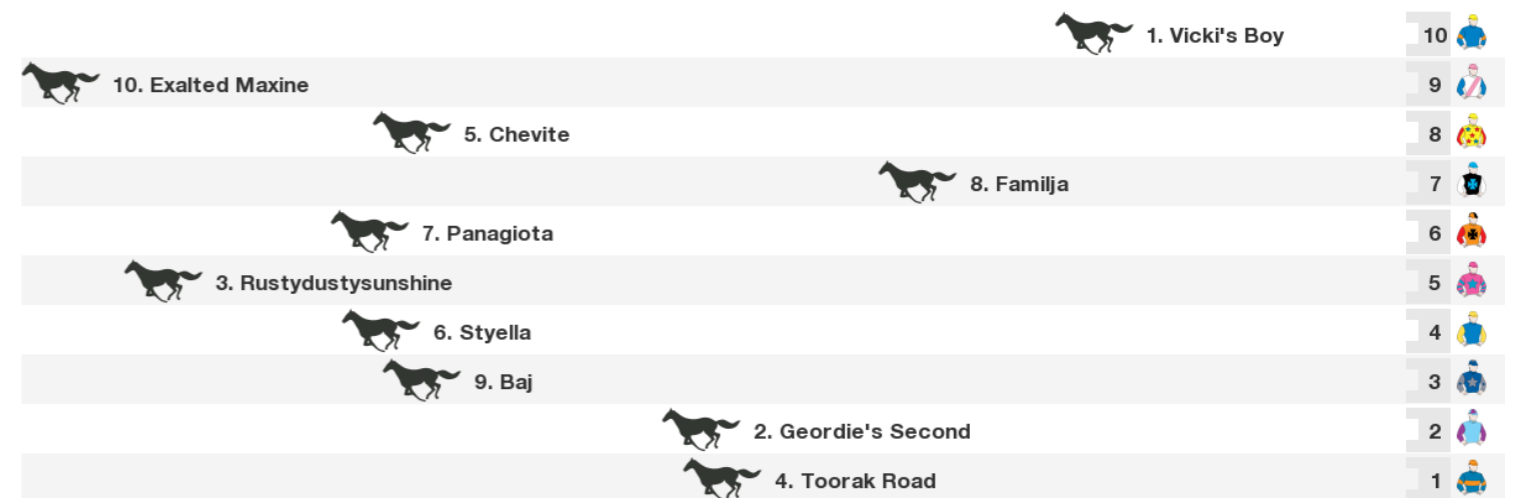 1. Vicki's Boy 10
10. Exalted Maxine 9
5. Chevite 8
8. Familja 7
7. Panagiota 6
3. Rustydustysunshine 5
6. Styella 4
9. Baj 3
2. Geordie's Second 2
4. Toorak Road 1